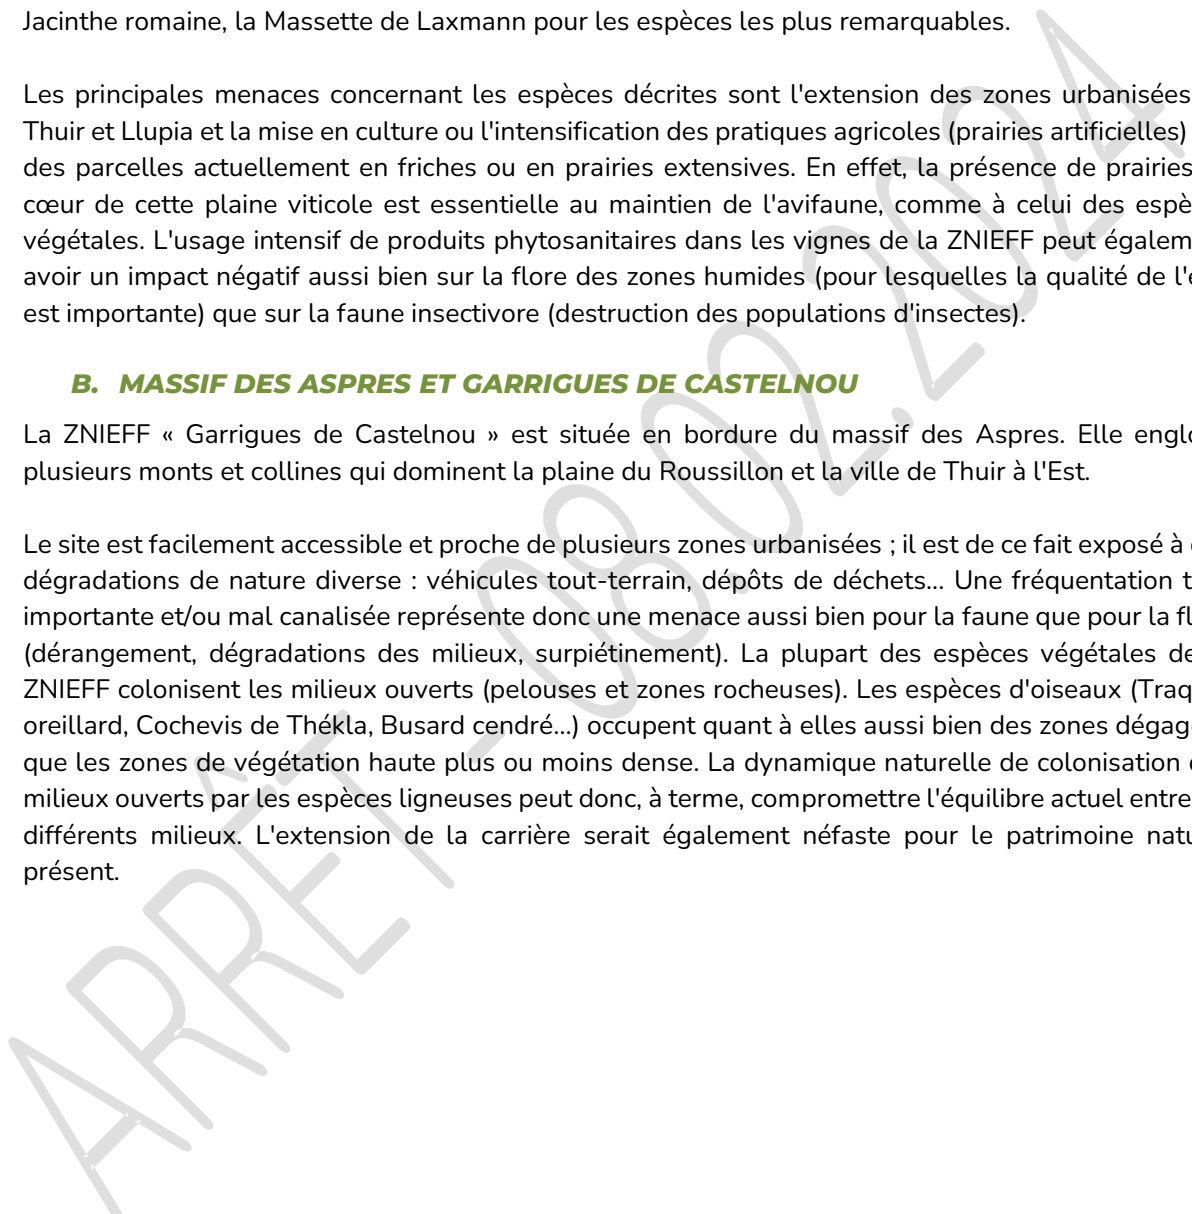 Jacinthe romaine, la Massette de Laxmann pour les espèces les plus remarquables.
Les principales menaces concernant les espèces décrites sont l'extension des zones urbanisées
Thuir et Llupia et la mise en culture ou l'intensification des pratiques agricoles (prairies artificielles)
des parcelles actuellement en friches ou en prairies extensives. En effet, la présence de prairies
cœur de cette plaine viticole est essentielle au maintien de l'avifaune, comme à celui des espè
végétales. L'usage intensif de produits phytosanitaires dans les vignes de la ZNIEFF peut égalem
avoir un impact négatif aussi bien sur la flore des zones humides (pour lesquelles la qualité de l'e
est importante) que sur la faune insectivore (destruction des populations d'insectes).
B. MASSIF DES ASPRES ET GARRIGUES DE CASTELNOU
La ZNIEFF « Garrigues de Castelnou » est située en bordure du massif des Aspres. Elle englo
plusieurs monts et collines qui dominent la plaine du Roussillon et la ville de Thuir à l'Est.
Le site est facilement accessible et proche de plusieurs zones urbanisées ; il est de ce fait exposé à
dégradations de nature diverse : véhicules tout-terrain, dépôts de déchets... Une fréquentation t
importante et/ou mal canalisée représente donc une menace aussi bien pour la faune que pour la fl
(dérangement, dégradations des milieux, surpiétinement). La plupart des espèces végétales de
ZNIEFF colonisent les milieux ouverts (pelouses et zones rocheuses). Les espèces d'oiseaux (Traq
oreillard, Cochevis de Thékla, Busard cendré...) occupent quant à elles aussi bien des zones dégag
que les zones de végétation haute plus ou moins dense. La dynamique naturelle de colonisation
milieux ouverts par les espèces ligneuses peut donc, à terme, compromettre l'équilibre actuel entre
différents milieux. L'extension de la carrière serait également néfaste pour le patrimoine natu
présent.
ARRÊT - 08.02.2024